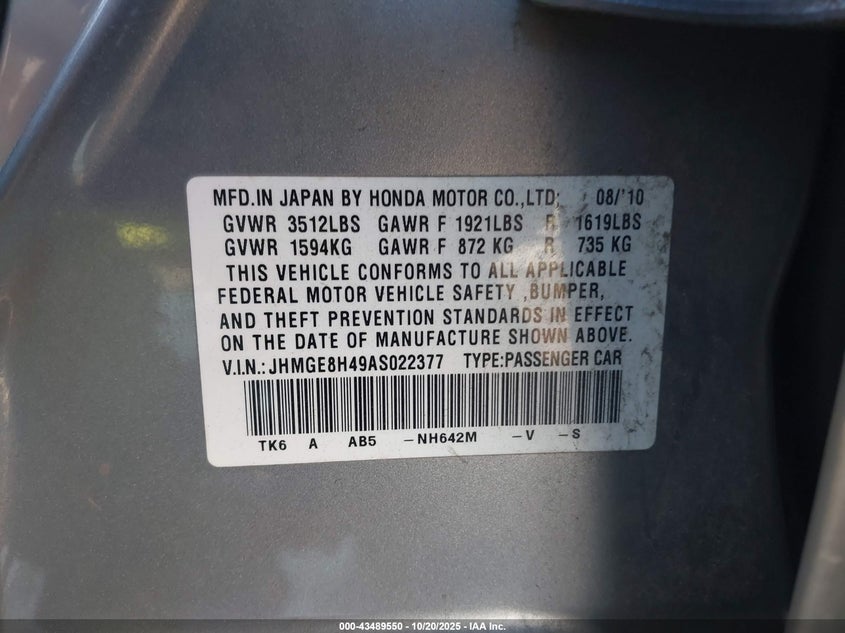 MFD.IN JAPAN BY HONDA MOTOR CO.,LTD; 08/'10
GVWR 3512LBS GAWR F 1921LBS R 1619LBS
GVWR 1594KG GAWR F 872 KG R 735 KG
THIS VEHICLE CONFORMS TO ALL APPLICABLE
FEDERAL MOTOR VEHICLE SAFETY ,BUMPER,
AND THEFT PREVENTION STANDARDS IN EFFECT
ON THE DATE OF MANUFACTURE SHOWN ABOVE.
V.I.N.: JHMGE8H49AS022377 TYPE:PASSENGER CAR
TK6 A AB5 -NH642M -V -S
000-43489550 | 10/20/2025 | IAA Inc.